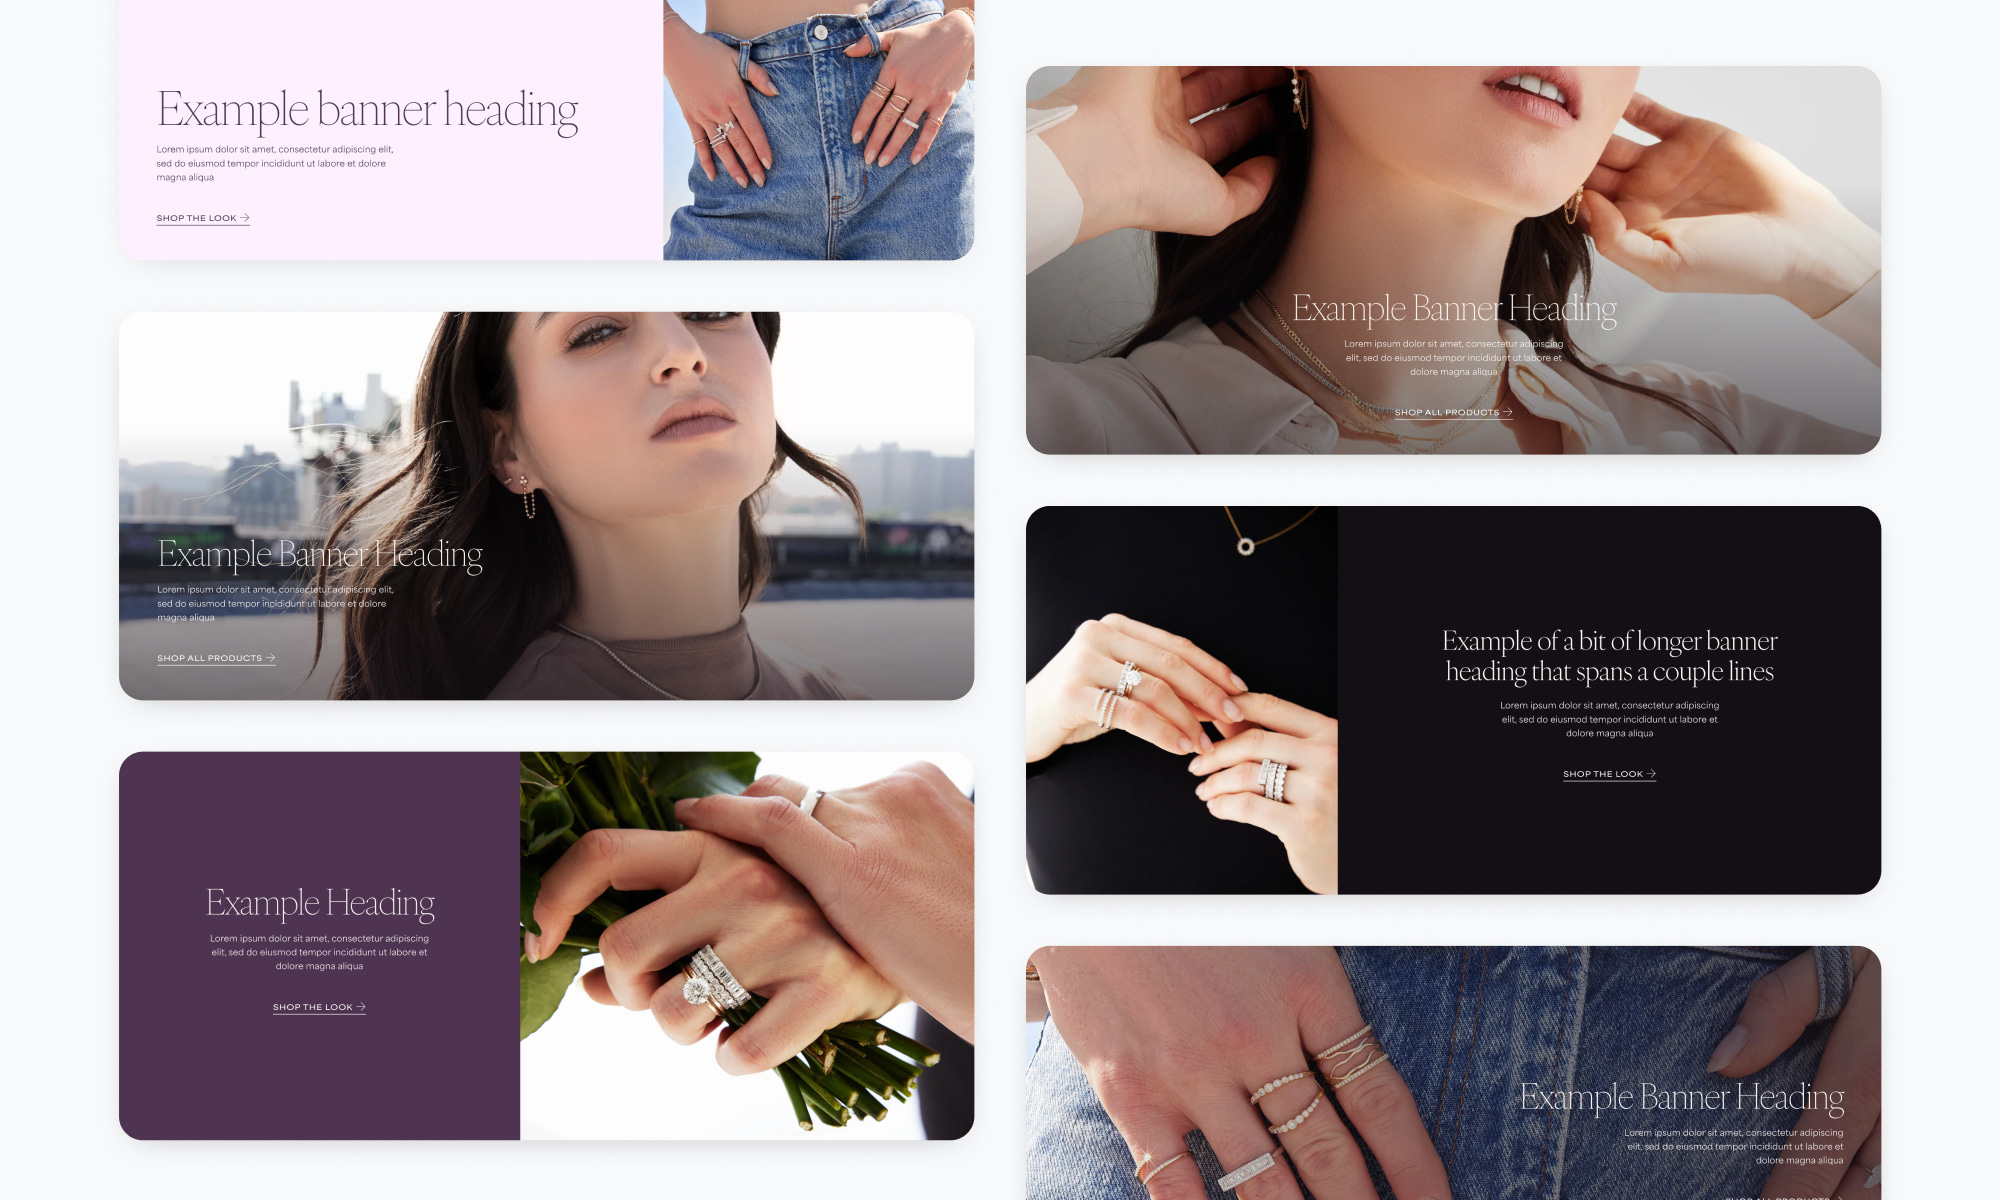 Example banner heading
Lorem ipsum dolor sit amet, consectetur adipiscing elit,
sed do eiusmod tempor incididunt ut labore et dolore
magna aliqua
SHOP THE LOOK
Example Banner Heading
Lorem ipsum dolor sit amet, consectetur adipiscing elit,
sed do eiusmod tempor incididunt ut labore et dolore
magna aliqua
SHOP ALL PRODUCTS
Example Heading
Lorem ipsum dolor sit amet, consectetur adipiscing
elit, sed do eiusmod tempor incididunt ut labore et
dolore magna aliqua
SHOP THE LOOK
Example Banner Heading
Lorem ipsum dolor sit amet, consectetur adipiscing
elit, sed do eiusmod tempor incididunt ut labore et
dolore magna aliqua
SHOP ALL PRODUCTS
Example of a bit of longer banner
heading that spans a couple lines
Lorem ipsum dolor sit amet, consectetur adipiscing
elit, sed do eiusmod tempor incididunt ut labore et
dolore magna aliqua
SHOP THE LOOK
Example Banner Heading
Lorem ipsum dolor sit amet, consectetur adipiscing
elit, sed do eiusmod tempor incididunt ut labore et
dolore magna aliqua